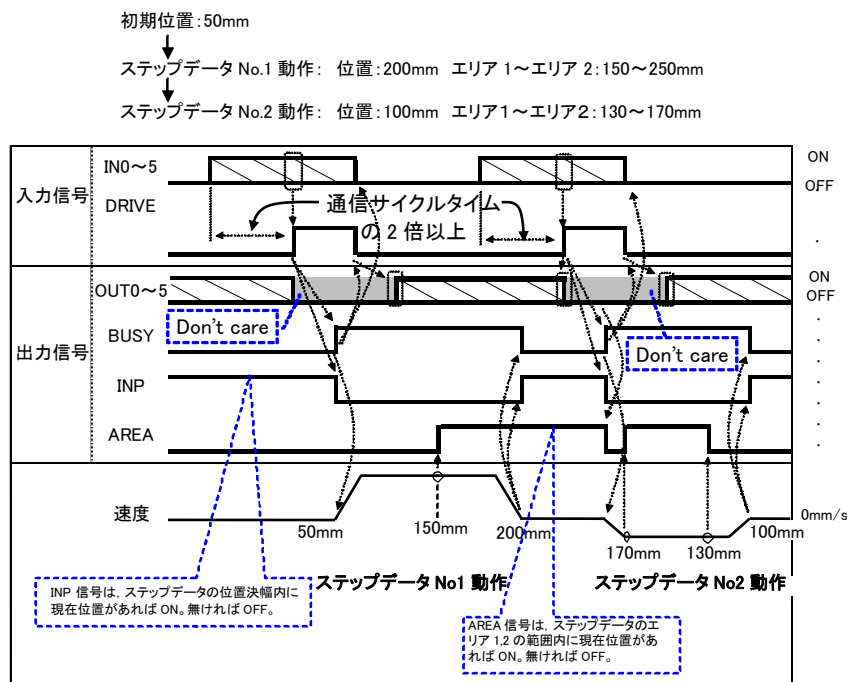 初期位置:50mm
ステップデータ No.1 動作: 位置:200mm エリア 1～エリア 2:150～250mm
ステップデータ No.2 動作: 位置:100mm エリア1～エリア2:130～170mm
入力信号
IN0～5
ON
OFF
DRIVE
通信サイクルタイム
の 2 倍以上
.
出力信号
OUT0～5
ON
OFF
Don't care
Don't care
BUSY
INP
AREA
速度
0mm/s
50mm
150mm
200mm
170mm
130mm
100mm
ステップデータ No1 動作
ステップデータ No2 動作
INP 信号は，ステップデータの位置決幅内に
現在位置があれば ON。無ければ OFF。
AREA 信号は，ステップデータのエ
リア 1,2 の範囲内に現在位置があ
れば ON。無ければ OFF。